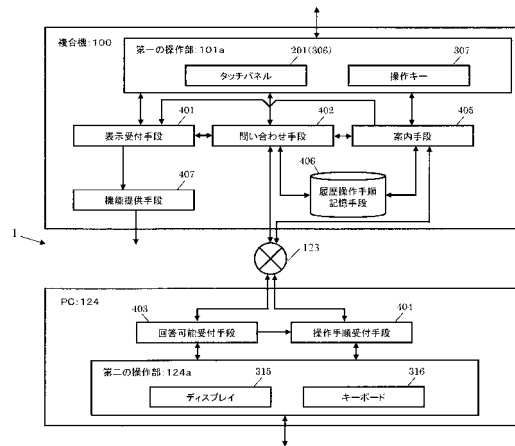 複合機:100
第一の操作部:101a
201(306)
タッチパネル
307
操作キー
401
表示受付手段
402
問い合わせ手段
405
案内手段
406
履歴操作手順
記憶手段
407
機能提供手段
1
123
PC:124
403
回答可能受付手段
404
操作手順受付手段
第二の操作部:124a
315
ディスプレイ
316
キーボード